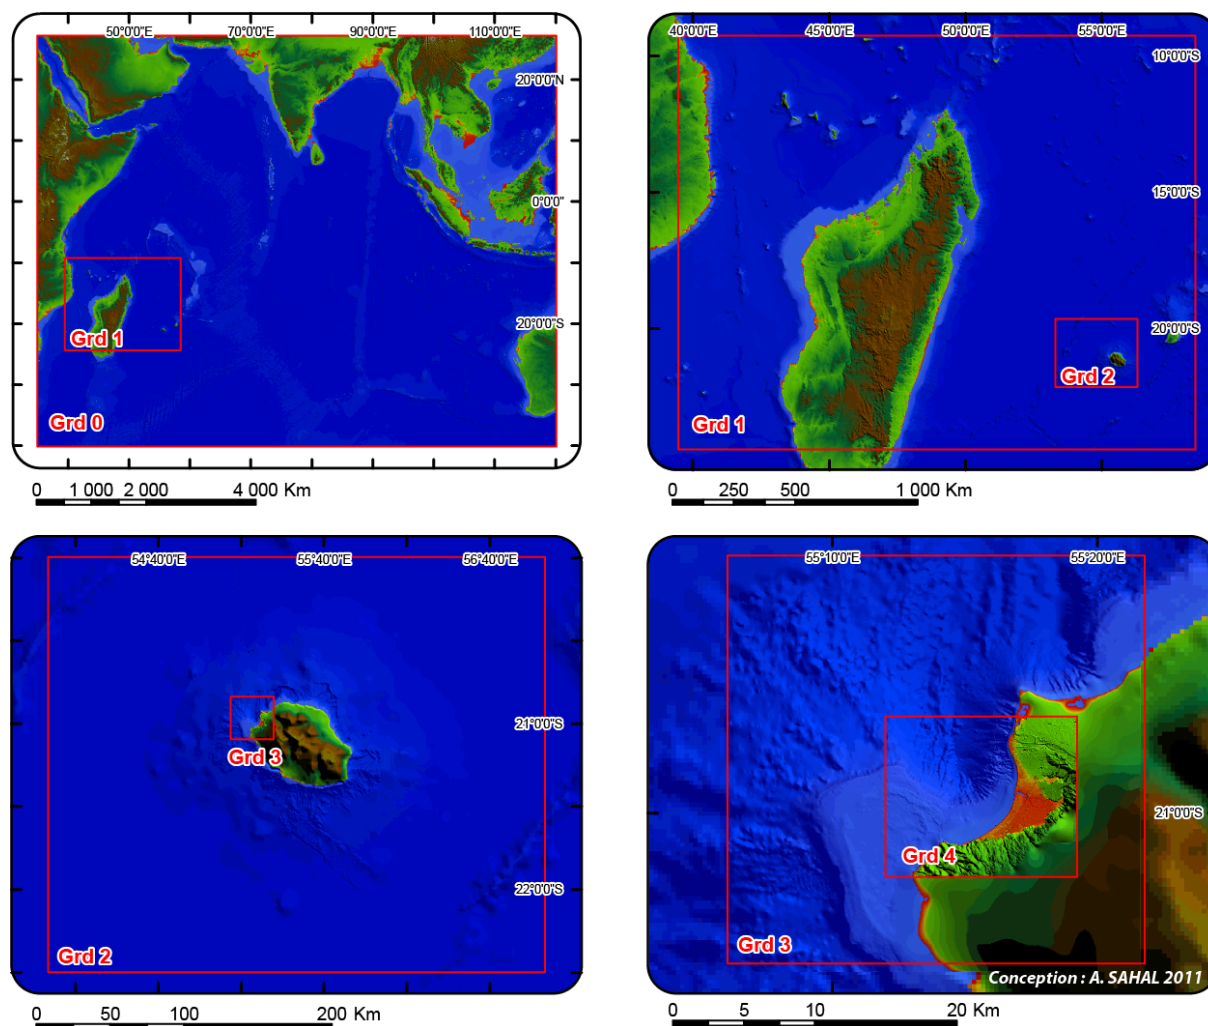 50°0'0"E 70°0'0"E 90°0'0"E 110°0'0"E
20°0'0"N
0°0'0"
20°0'0"S
Grd 1
Grd 0
0 1 000 2 000 4 000 Km
40°0'0"E 45°0'0"E 50°0'0"E 55°0'0"E
10°0'0"S
15°0'0"S
20°0'0"S
Grd 2
Grd 1
0 250 500 1 000 Km
54°40'0"E 55°40'0"E 56°40'0"E
21°0'0"S
Grd 3
22°0'0"S
Grd 2
0 50 100 200 Km
55°10'0"E 55°20'0"E
21°0'0"S
Grd 4
Grd 3
Conception : A. SAHAL 2011
0 5 10 20 Km